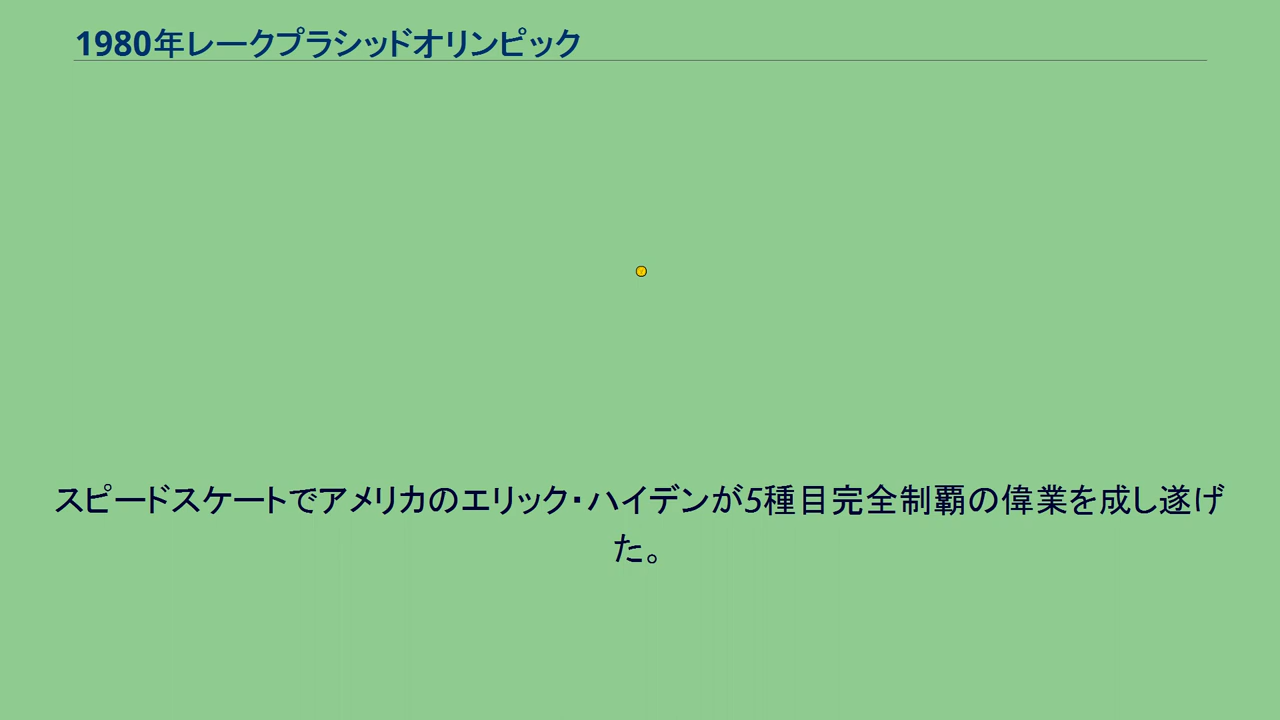 1980年レークプラシッドオリンピック
スピードスケートでアメリカのエリック・ハイデンが5種目完全制覇の偉業を成し遂げ
た。